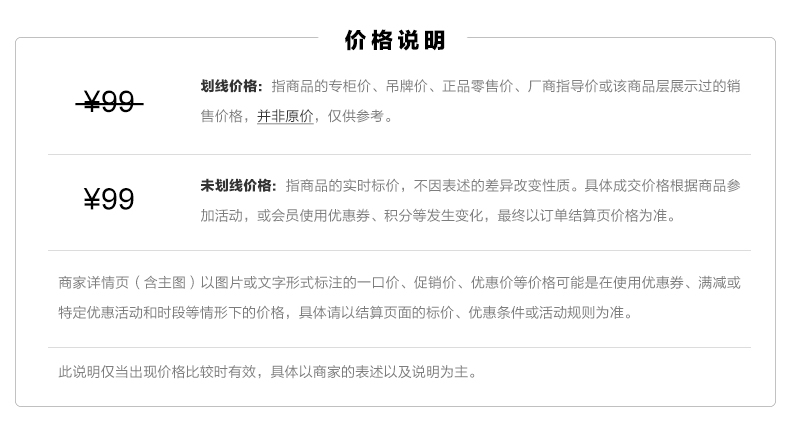 价格说明
¥99
划线价格：指商品的专柜价、吊牌价、正品零售价、厂商指导价或该商品层展示过的销
售价格，并非原价，仅供参考。
¥99
未划线价格：指商品的实时标价，不因表述的差异改变性质。具体成交价格根据商品参
加活动，或会员使用优惠券、积分等发生变化，最终以订单结算页价格为准。
商家详情页（含主图）以图片或文字形式标注的一口价、促销价、优惠价等价格可能是在使用优惠券、满减或
特定优惠活动和时段等情形下的价格，具体请以结算页面的标价、优惠条件或活动规则为准。
此说明仅当出现价格比较时有效，具体以商家的表述以及说明为主。